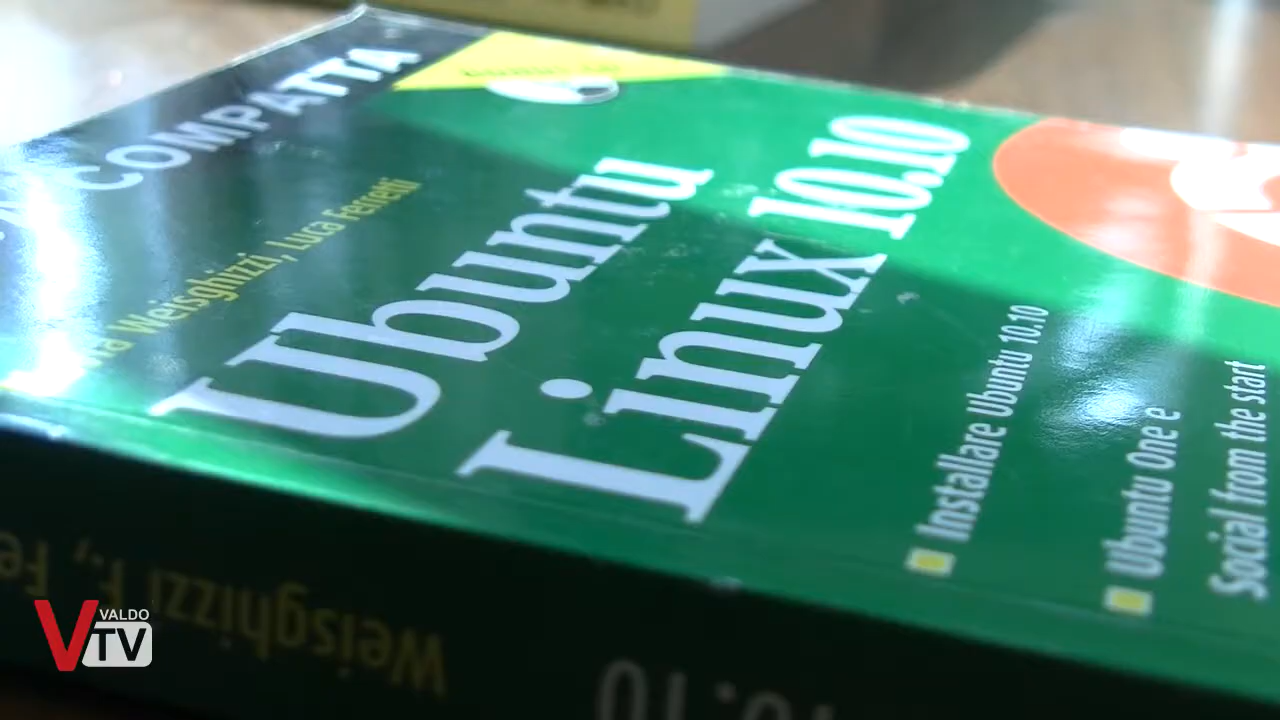 COMPATTA
Weisghizzi, Luca Ferretti
Ubuntu
Linux 10.10
Installare Ubuntu 10.10
Ubuntu One e
Social from the start
Weisghizzi F., Fe
10.10
VALDO
TV